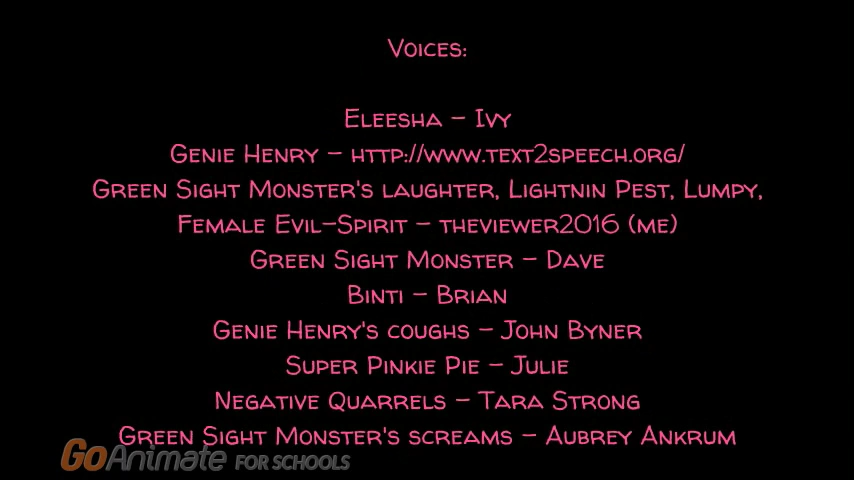 Voices:
Eleesha - Ivy
Genie Henry - http://www.text2speech.org/
Green Sight Monster's laughter, Lightnin Pest, Lumpy,
Female Evil-Spirit - theviewer2016 (me)
Green Sight Monster - Dave
Binti - Brian
Genie Henry's coughs - John Byner
Super Pinkie Pie - Julie
Negative Quarrels - Tara Strong
Green Sight Monster's screams - Aubrey Ankrum
GoAnimate FOR SCHOOLS